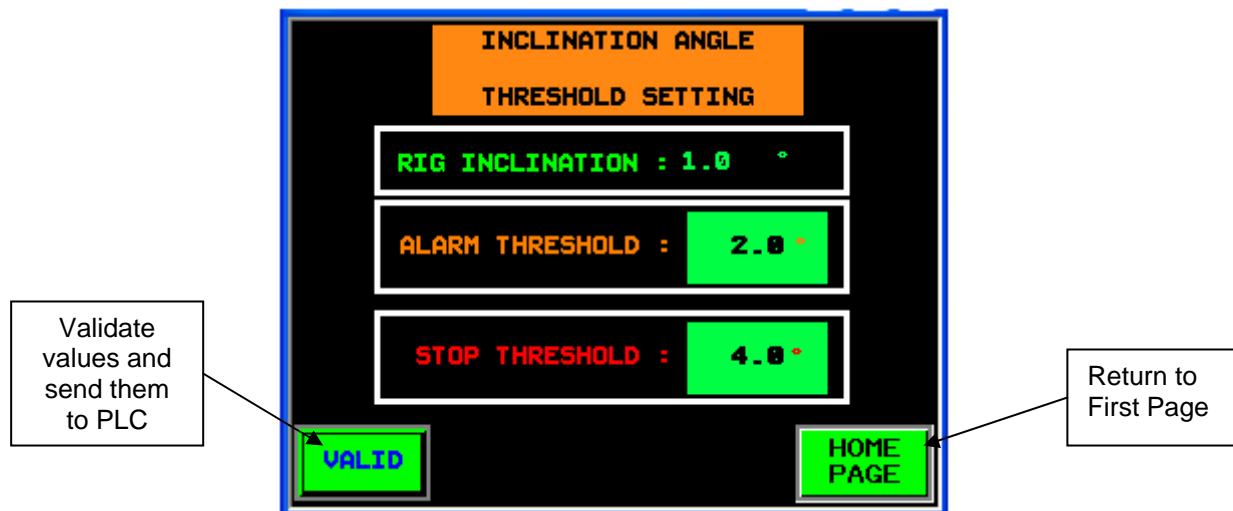 INCLINATION ANGLE
THRESHOLD SETTING
RIG INCLINATION : 1.0 °
ALARM THRESHOLD : 2.0 °
STOP THRESHOLD : 4.0 °
Validate
values and
send them
to PLC
Return to
First Page
VALID
HOME
PAGE